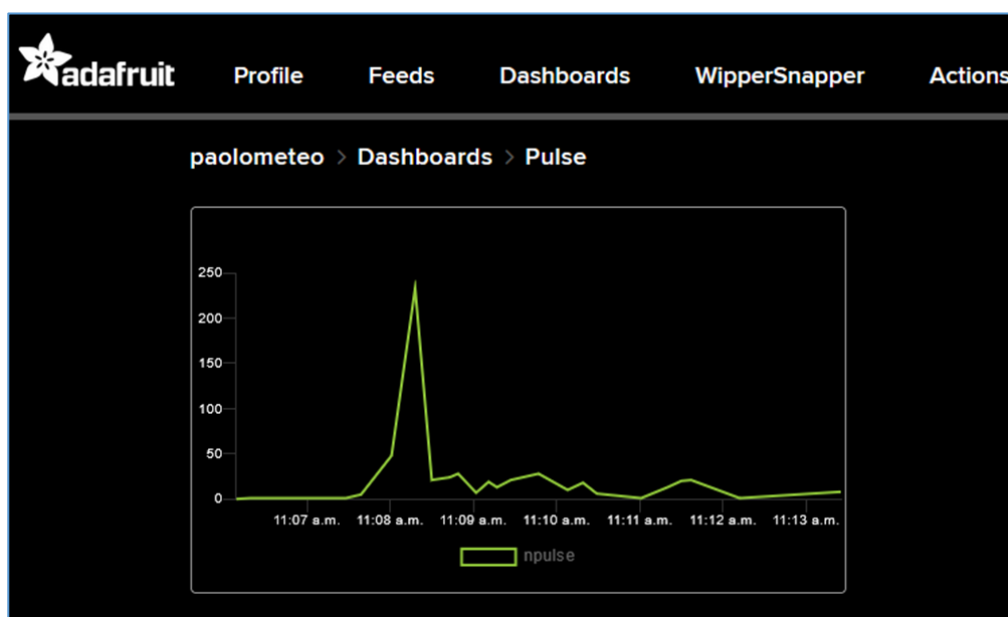 adafruit Profile Feeds Dashboards WipperSnapper Actions
paolometeo > Dashboards > Pulse
250
200
150
100
50
0
11:07 a.m. 11:08 a.m. 11:09 a.m. 11:10 a.m. 11:11 a.m. 11:12 a.m. 11:13 a.m.
npulse